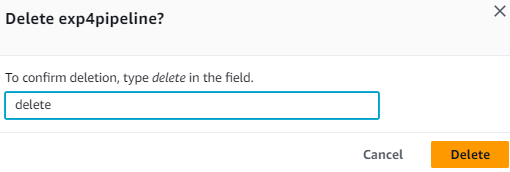 Delete exp4pipeline?
To confirm deletion, type delete in the field.
delete
Cancel Delete